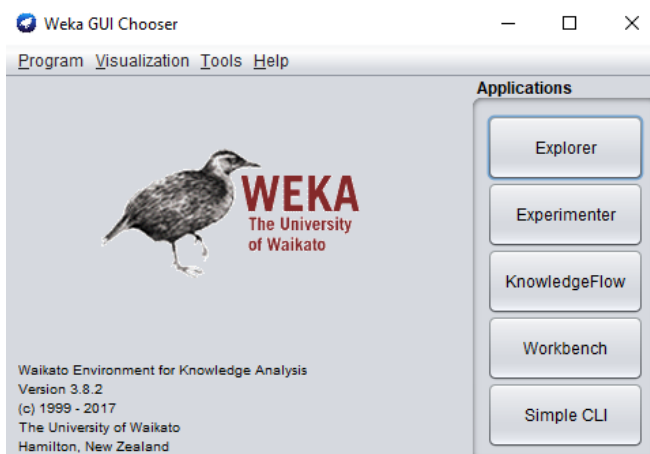 Weka GUI Chooser
Program Visualization Tools Help
Applications
Explorer
Experimenter
KnowledgeFlow
Workbench
Simple CLI
WEKA
The University
of Waikato
Waikato Environment for Knowledge Analysis
Version 3.8.2
(c) 1999 - 2017
The University of Waikato
Hamilton, New Zealand